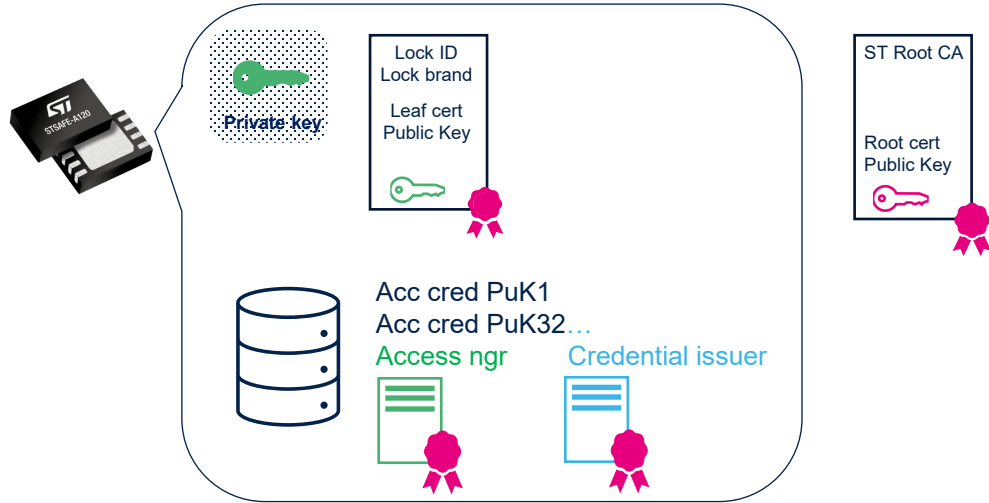 ST
STSAFE-A120
Private key
Lock ID
Lock brand
Leaf cert
Public Key
ST Root CA
Root cert
Public Key
Acc cred PuK1
Acc cred PuK32…
Access ngr
Credential issuer